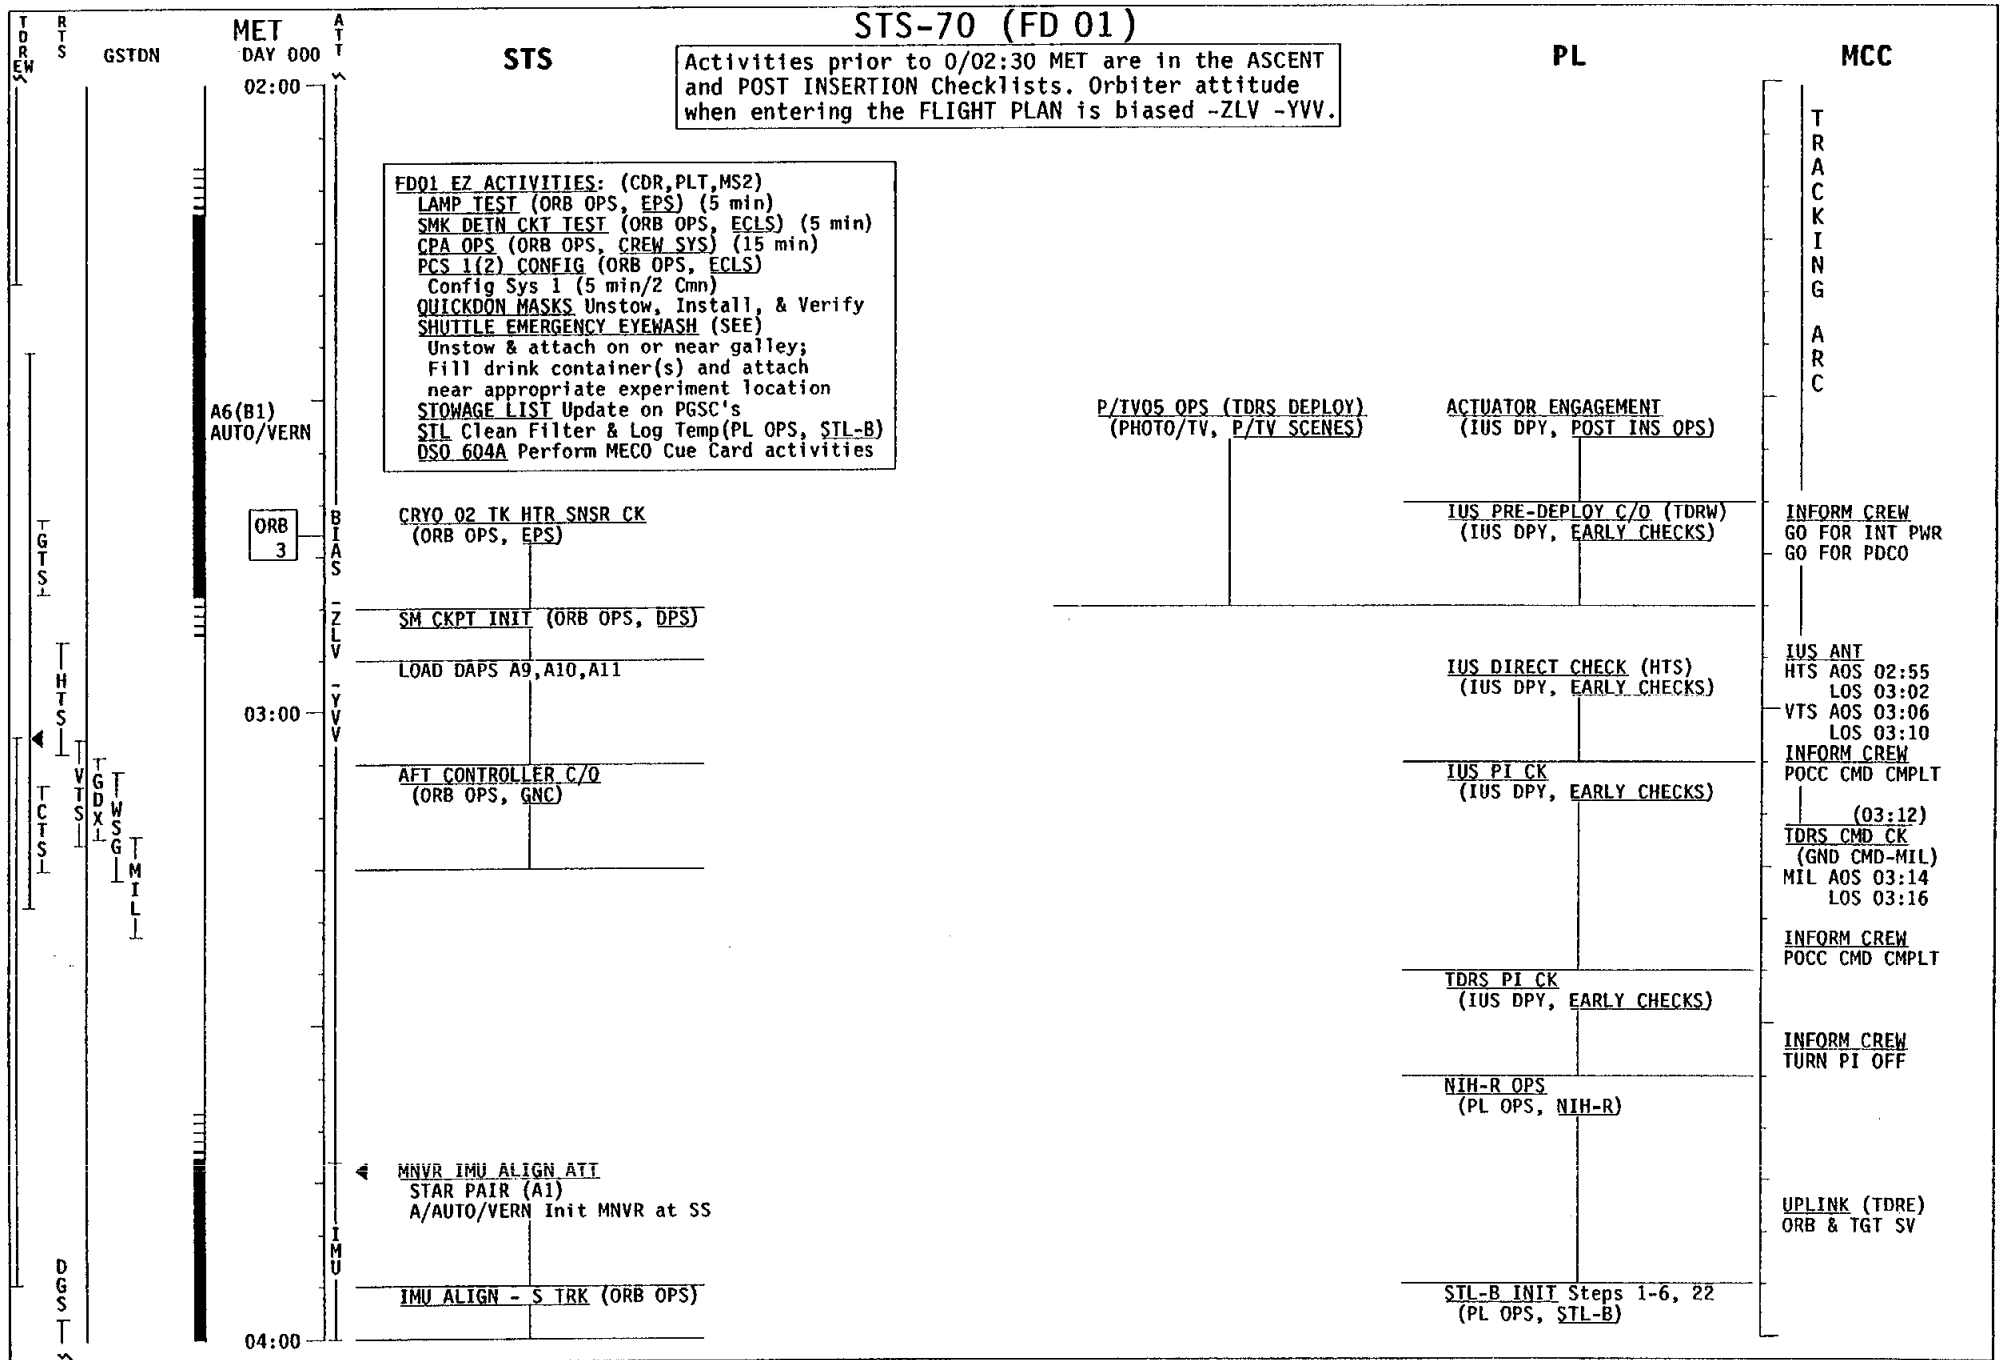 STS-70 (FD 01)
TDREW
RTS
GSTDN
MET
DAY 000
ATT
STS
PL
MCC
Activities prior to 0/02:30 MET are in the ASCENT
and POST INSERTION Checklists. Orbiter attitude
when entering the FLIGHT PLAN is biased -ZLV -YVV.
02:00
FD01 EZ ACTIVITIES: (CDR,PLT,MS2)
LAMP TEST (ORB OPS, EPS) (5 min)
SMK DETN CKT TEST (ORB OPS, ECLS) (5 min)
CPA OPS (ORB OPS, CREW SYS) (15 min)
PCS 1(2) CONFIG (ORB OPS, ECLS)
Config Sys 1 (5 min/2 Cmn)
QUICKDON MASKS Unstow, Install, & Verify
SHUTTLE EMERGENCY EYEWASH (SEE)
Unstow & attach on or near galley;
Fill drink container(s) and attach
near appropriate experiment location
STOWAGE LIST Update on PGSC's
STL Clean Filter & Log Temp(PL OPS, STL-B)
DSO 604A Perform MECO Cue Card activities
A6(B1)
AUTO/VERN
ORB
3
BIAS -ZLV -YVV
IMU
03:00
04:00
TGTS
HTS
VTS
CTS
GDX
WSG
MIL
DGS
CRYO O2 TK HTR SNSR CK
(ORB OPS, EPS)
SM CKPT INIT (ORB OPS, DPS)
LOAD DAPS A9,A10,A11
AFT CONTROLLER C/O
(ORB OPS, GNC)
MNVR IMU ALIGN ATT
STAR PAIR (A1)
A/AUTO/VERN Init MNVR at SS
IMU ALIGN - S TRK (ORB OPS)
P/TV05 OPS (TDRS DEPLOY)
(PHOTO/TV, P/TV SCENES)
ACTUATOR ENGAGEMENT
(IUS DPY, POST INS OPS)
IUS PRE-DEPLOY C/O (TDRW)
(IUS DPY, EARLY CHECKS)
IUS DIRECT CHECK (HTS)
(IUS DPY, EARLY CHECKS)
IUS PI CK
(IUS DPY, EARLY CHECKS)
TDRS PI CK
(IUS DPY, EARLY CHECKS)
NIH-R OPS
(PL OPS, NIH-R)
STL-B INIT Steps 1-6, 22
(PL OPS, STL-B)
TRACKING ARC
INFORM CREW
GO FOR INT PWR
GO FOR PDCO
IUS ANT
HTS AOS 02:55
LOS 03:02
VTS AOS 03:06
LOS 03:10
INFORM CREW
POCC CMD CMPLT
(03:12)
TDRS CMD CK
(GND CMD-MIL)
MIL AOS 03:14
LOS 03:16
INFORM CREW
POCC CMD CMPLT
INFORM CREW
TURN PI OFF
UPLINK (TDRE)
ORB & TGT SV